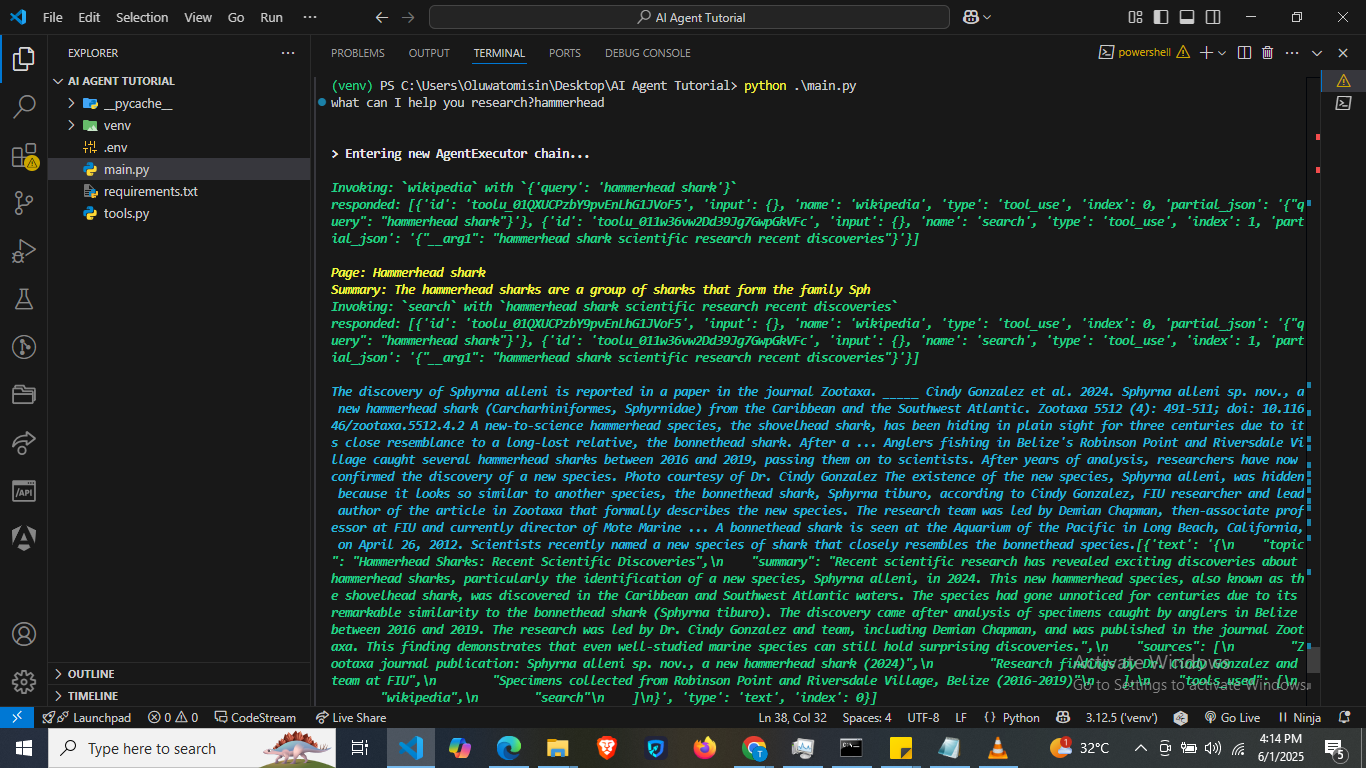 File Edit Selection View Go Run ··· AI Agent Tutorial
EXPLORER ···
PROBLEMS OUTPUT TERMINAL PORTS DEBUG CONSOLE powershell
AI AGENT TUTORIAL
__pycache__
venv
.env
main.py
requirements.txt
tools.py
(venv) PS C:\Users\Oluwatomisin\Desktop\AI Agent Tutorial> python .\main.py
what can I help you research?hammerhead
> Entering new AgentExecutor chain...
Invoking: `wikipedia` with `{'query': 'hammerhead shark'}`
responded: [{'id': 'toolu_01QXUCPzbY9pvEnLhG1JVoF5', 'input': {}, 'name': 'wikipedia', 'type': 'tool_use', 'index': 0, 'partial_json': '{"q
uery": "hammerhead shark"}'}, {'id': 'toolu_011w36vw2Dd39Jg7GwpGkVFc', 'input': {}, 'name': 'search', 'type': 'tool_use', 'index': 1, 'part
ial_json': '{"__arg1": "hammerhead shark scientific research recent discoveries"}'}]
Page: Hammerhead shark
Summary: The hammerhead sharks are a group of sharks that form the family Sph
Invoking: `search` with `hammerhead shark scientific research recent discoveries`
responded: [{'id': 'toolu_01QXUCPzbY9pvEnLhG1JVoF5', 'input': {}, 'name': 'wikipedia', 'type': 'tool_use', 'index': 0, 'partial_json': '{"q
uery": "hammerhead shark"}'}, {'id': 'toolu_011w36vw2Dd39Jg7GwpGkVFc', 'input': {}, 'name': 'search', 'type': 'tool_use', 'index': 1, 'part
ial_json': '{"__arg1": "hammerhead shark scientific research recent discoveries"}'}]
The discovery of Sphyrna alleni is reported in a paper in the journal Zootaxa. _____ Cindy Gonzalez et al. 2024. Sphyrna alleni sp. nov., a
new hammerhead shark (Carcharhiniformes, Sphyrnidae) from the Caribbean and the Southwest Atlantic. Zootaxa 5512 (4): 491-511; doi: 10.116
46/zootaxa.5512.4.2 A new-to-science hammerhead species, the shovelhead shark, has been hiding in plain sight for three centuries due to it
s close resemblance to a long-lost relative, the bonnethead shark. After a ... Anglers fishing in Belize's Robinson Point and Riversdale Vi
llage caught several hammerhead sharks between 2016 and 2019, passing them on to scientists. After years of analysis, researchers have now
confirmed the discovery of a new species. Photo courtesy of Dr. Cindy Gonzalez The existence of the new species, Sphyrna alleni, was hidden
because it looks so similar to another species, the bonnethead shark, Sphyrna tiburo, according to Cindy Gonzalez, FIU researcher and lead
author of the article in Zootaxa that formally describes the new species. The research team was led by Demian Chapman, then-associate prof
essor at FIU and currently director of Mote Marine ... A bonnethead shark is seen at the Aquarium of the Pacific in Long Beach, California,
on April 26, 2012. Scientists recently named a new species of shark that closely resembles the bonnethead species.[{'text': '{\n    "topic
": "Hammerhead Sharks: Recent Scientific Discoveries",\n    "summary": "Recent scientific research has revealed exciting discoveries about
hammerhead sharks, particularly the identification of a new species, Sphyrna alleni, in 2024. This new hammerhead species, also known as th
e shovelhead shark, was discovered in the Caribbean and Southwest Atlantic waters. The species had gone unnoticed for centuries due to its
remarkable similarity to the bonnethead shark (Sphyrna tiburo). The discovery came after analysis of specimens caught by anglers in Belize
between 2016 and 2019. The research was led by Dr. Cindy Gonzalez and team, including Demian Chapman, and was published in the journal Zoot
axa. This finding demonstrates that even well-studied marine species can still hold surprising discoveries.",\n    "sources": [\n        "Z
ootaxa journal publication: Sphyrna alleni sp. nov., a new hammerhead shark (2024)",\n        "Research findings by Dr. Cindy Gonzalez and
team at FIU",\n        "Specimens collected from Robinson Point and Riversdale Village, Belize (2016-2019)"\n    ],\n    "tools_used": [\n
"wikipedia",\n        "search"\n    ]\n}', 'type': 'text', 'index': 0}]
Activate Windows
Go to Settings to activate Windows.
OUTLINE
TIMELINE
Launchpad 0 0 CodeStream Live Share Ln 38, Col 32 Spaces: 4 UTF-8 LF { } Python 3.12.5 ('venv') Go Live Ninja
Type here to search 1 32°C 4:14 PM
6/1/2025 5